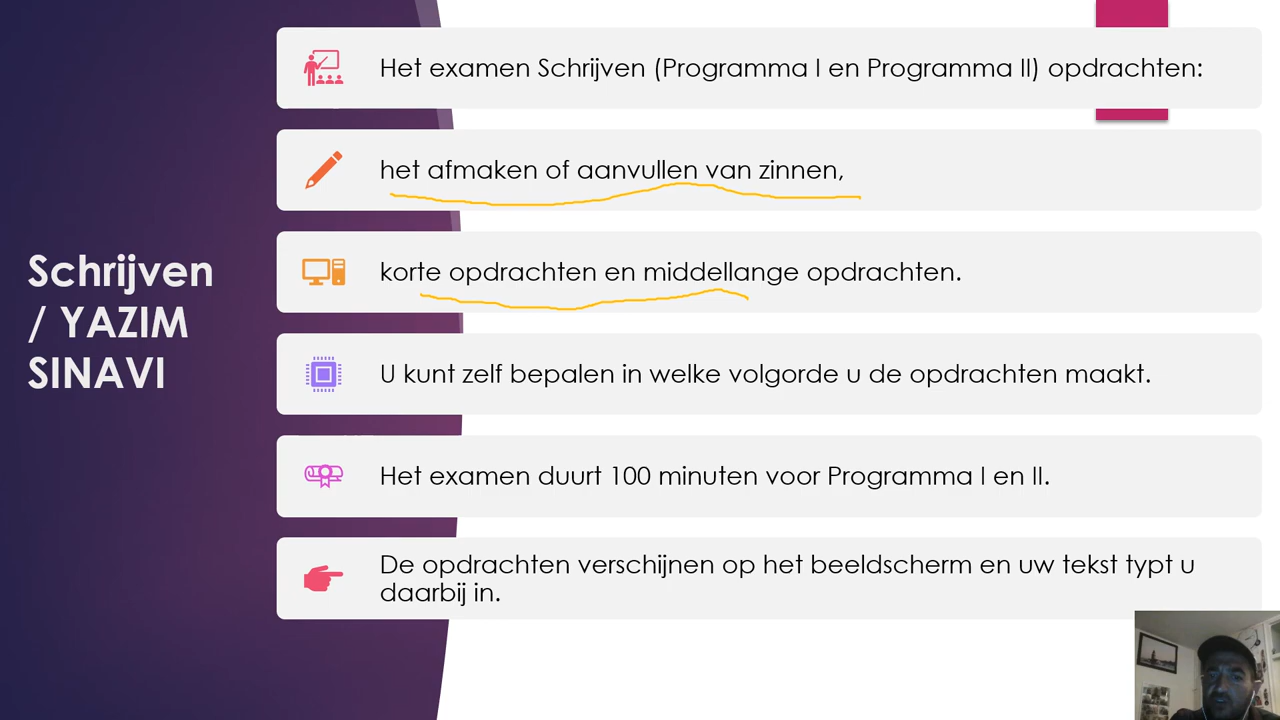 Schrijven
/ YAZIM
SINAVI
Het examen Schrijven (Programma I en Programma II) opdrachten:
het afmaken of aanvullen van zinnen,
korte opdrachten en middellange opdrachten.
U kunt zelf bepalen in welke volgorde u de opdrachten maakt.
Het examen duurt 100 minuten voor Programma I en II.
De opdrachten verschijnen op het beeldscherm en uw tekst typt u
daarbij in.